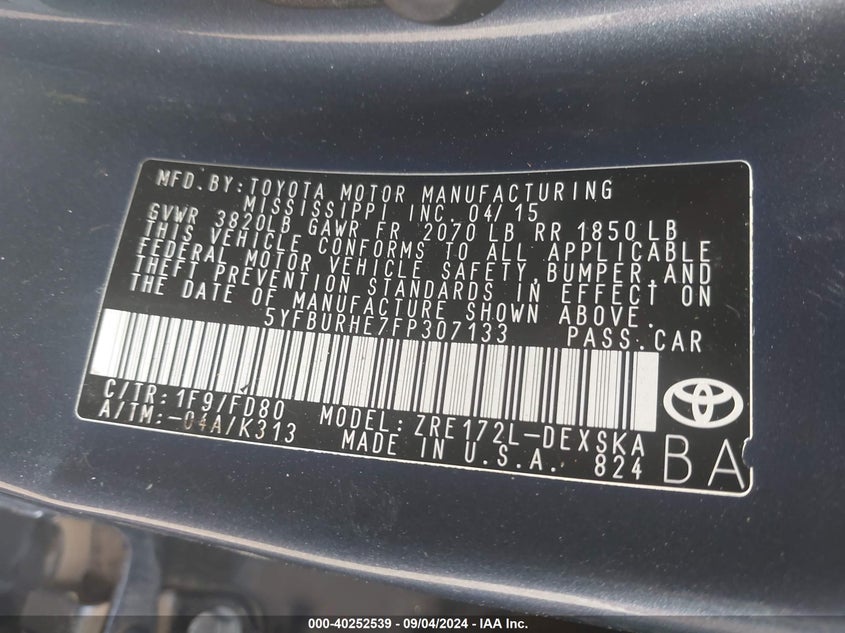 MFD.BY:TOYOTA MOTOR MANUFACTURING
MISSISSIPPI INC. 04/15
GVWR 3820LB GAWR FR 2070 LB RR 1850 LB
THIS VEHICLE CONFORMS TO ALL APPLICABLE
FEDERAL MOTOR VEHICLE SAFETY, BUMPER, AND
THEFT PREVENTION STANDARDS IN EFFECT ON
THE DATE OF MANUFACTURE SHOWN ABOVE.
5YFBURHE7FP307133 PASS.CAR
C/TR:1F9/FD80 MODEL:ZRE172L-DEXSKA
A/TM:-04A/K313 MADE IN U.S.A. 824
BA
000-40252539 - 09/04/2024 - IAA Inc.